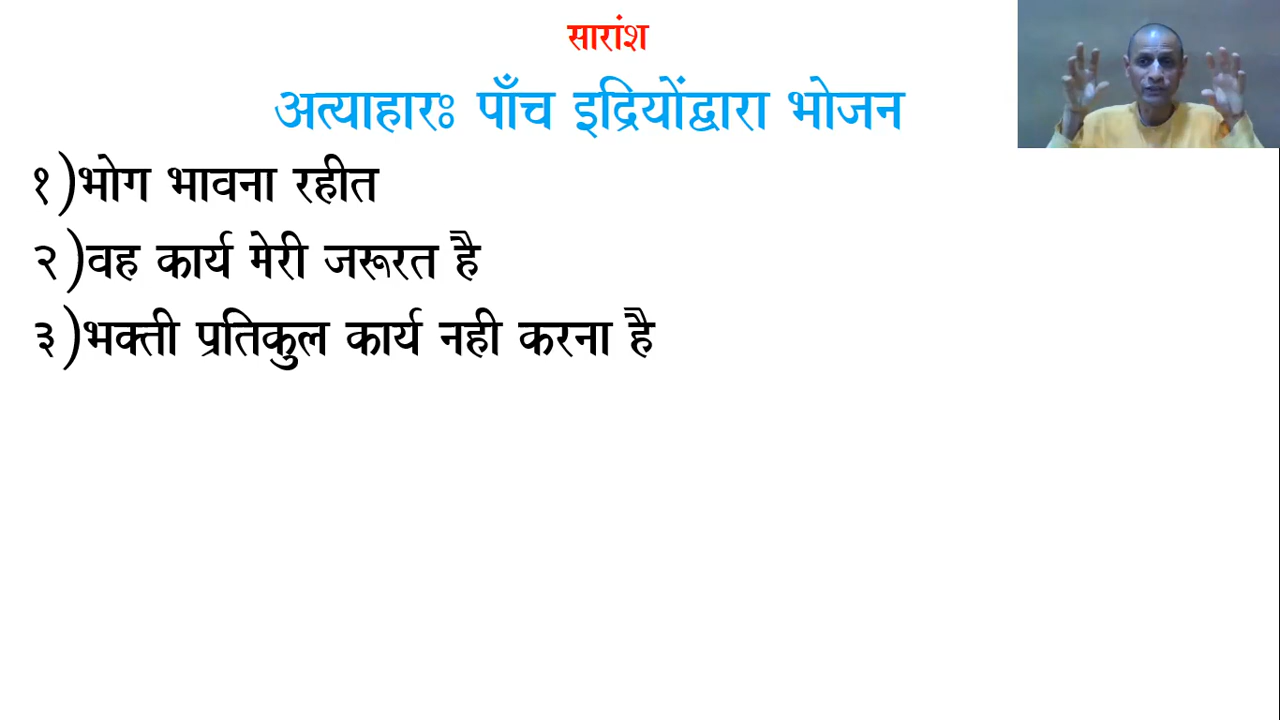 सारांश
अत्याहारः पाँच इद्रियोंद्वारा भोजन
१)भोग भावना रहीत
२)वह कार्य मेरी जरूरत है
३)भक्ती प्रतिकुल कार्य नही करना है